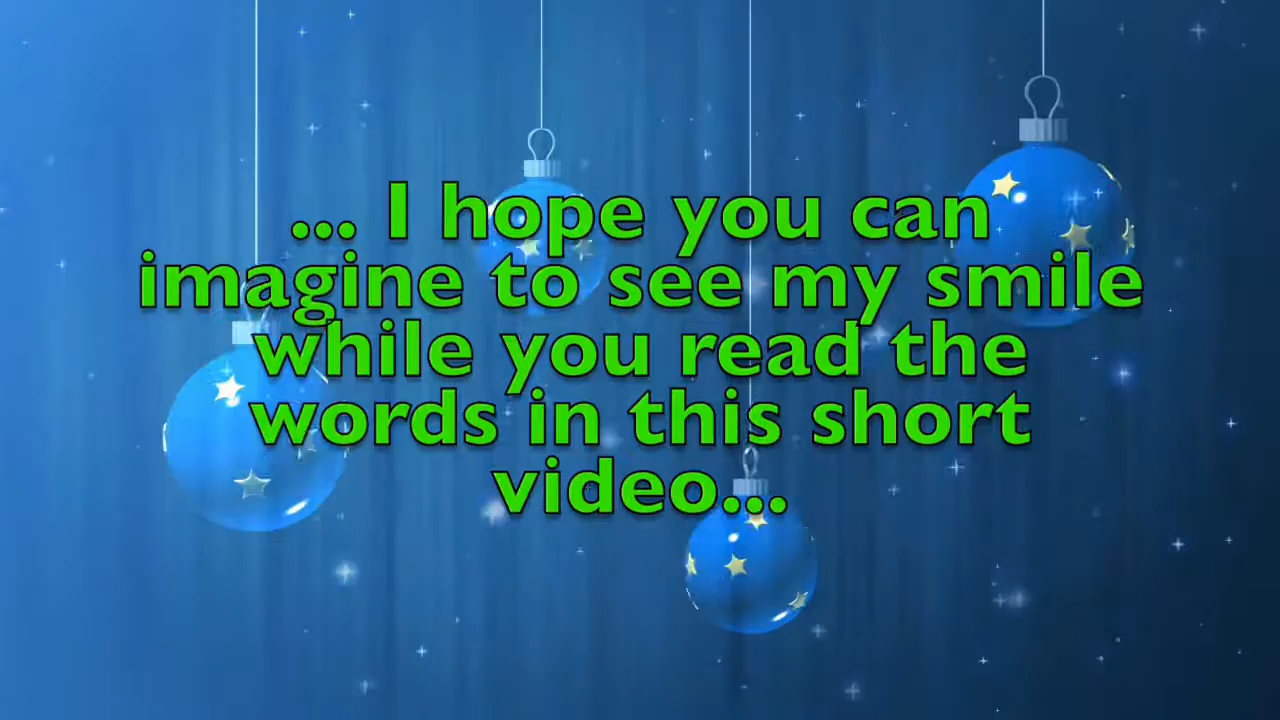 ... I hope you can
imagine to see my smile
while you read the
words in this short
video...